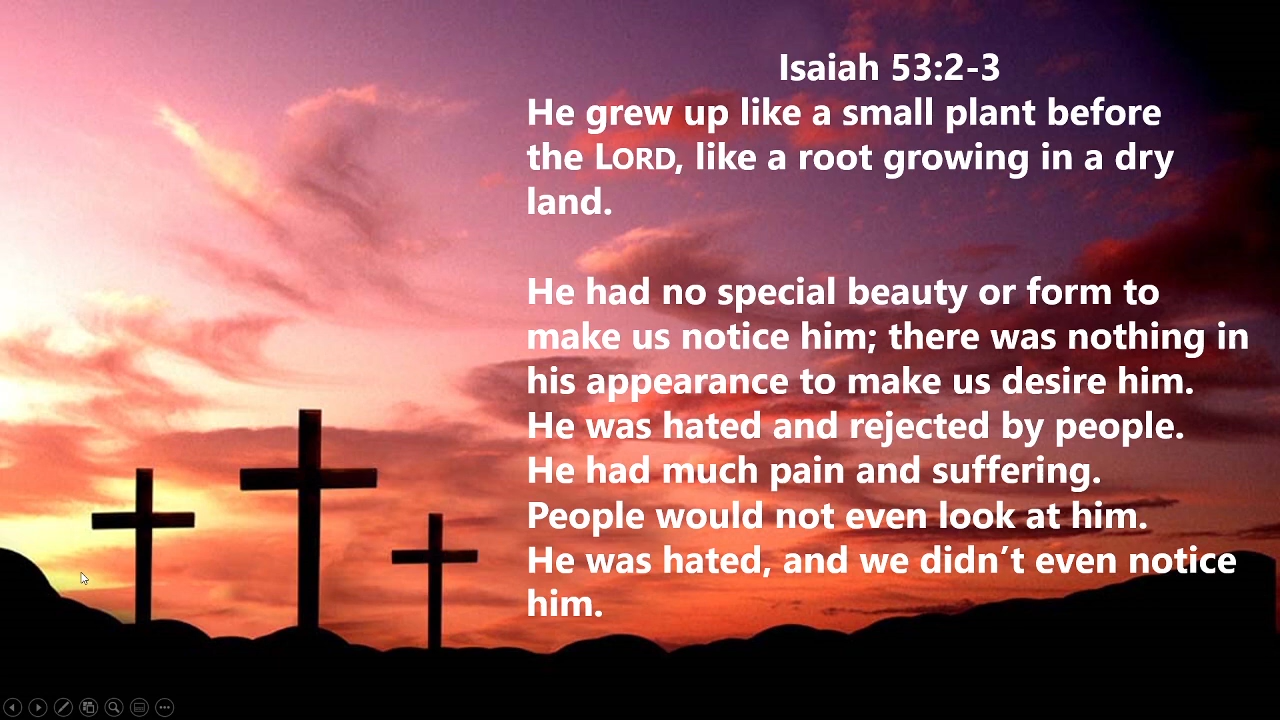 Isaiah 53:2-3
He grew up like a small plant before
the LORD, like a root growing in a dry
land.
He had no special beauty or form to
make us notice him; there was nothing in
his appearance to make us desire him.
He was hated and rejected by people.
He had much pain and suffering.
People would not even look at him.
He was hated, and we didn’t even notice
him.